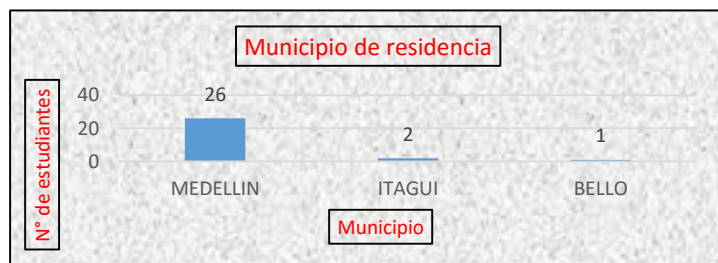 Municipio de residencia
N° de estudiantes
40
20
0
26
2
1
MEDELLIN
ITAGUI
BELLO
Municipio